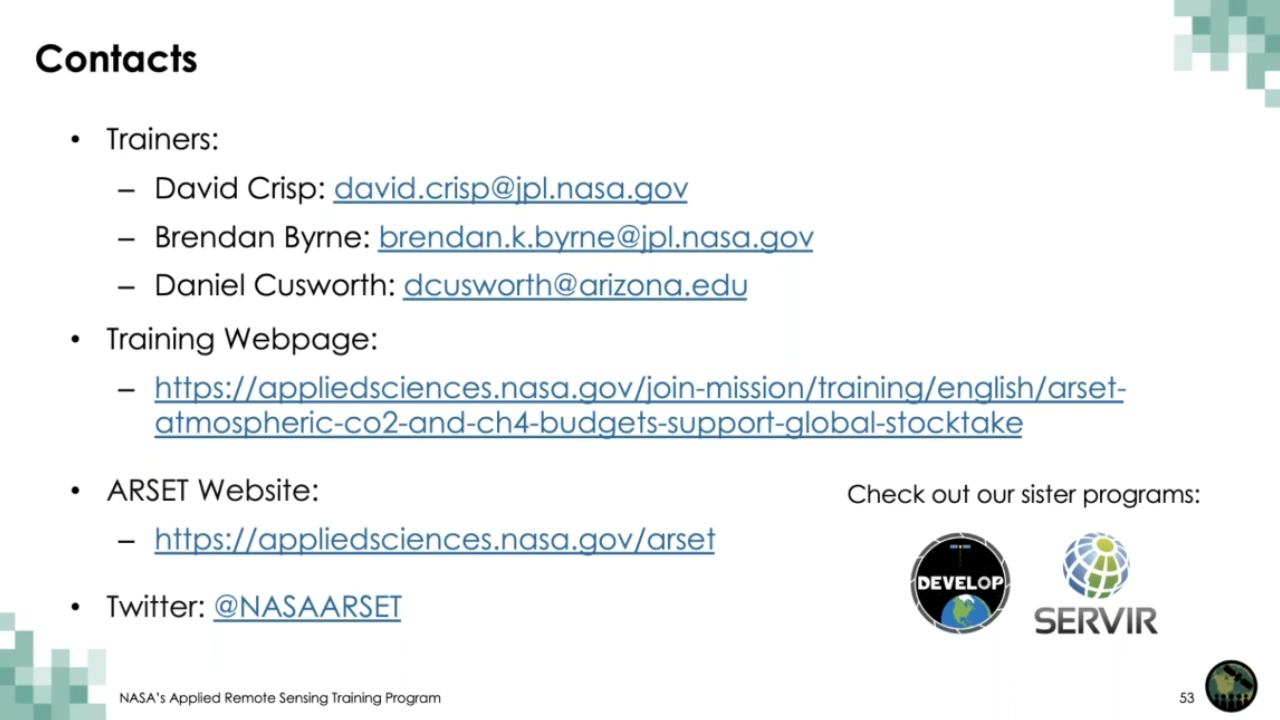 Contacts
• Trainers:
– David Crisp: david.crisp@jpl.nasa.gov
– Brendan Byrne: brendan.k.byrne@jpl.nasa.gov
– Daniel Cusworth: dcusworth@arizona.edu
• Training Webpage:
– https://appliedsciences.nasa.gov/join-mission/training/english/arset-
atmospheric-co2-and-ch4-budgets-support-global-stocktake
• ARSET Website:
– https://appliedsciences.nasa.gov/arset
• Twitter: @NASAARSET
Check out our sister programs:
DEVELOP
SERVIR
NASA's Applied Remote Sensing Training Program
53